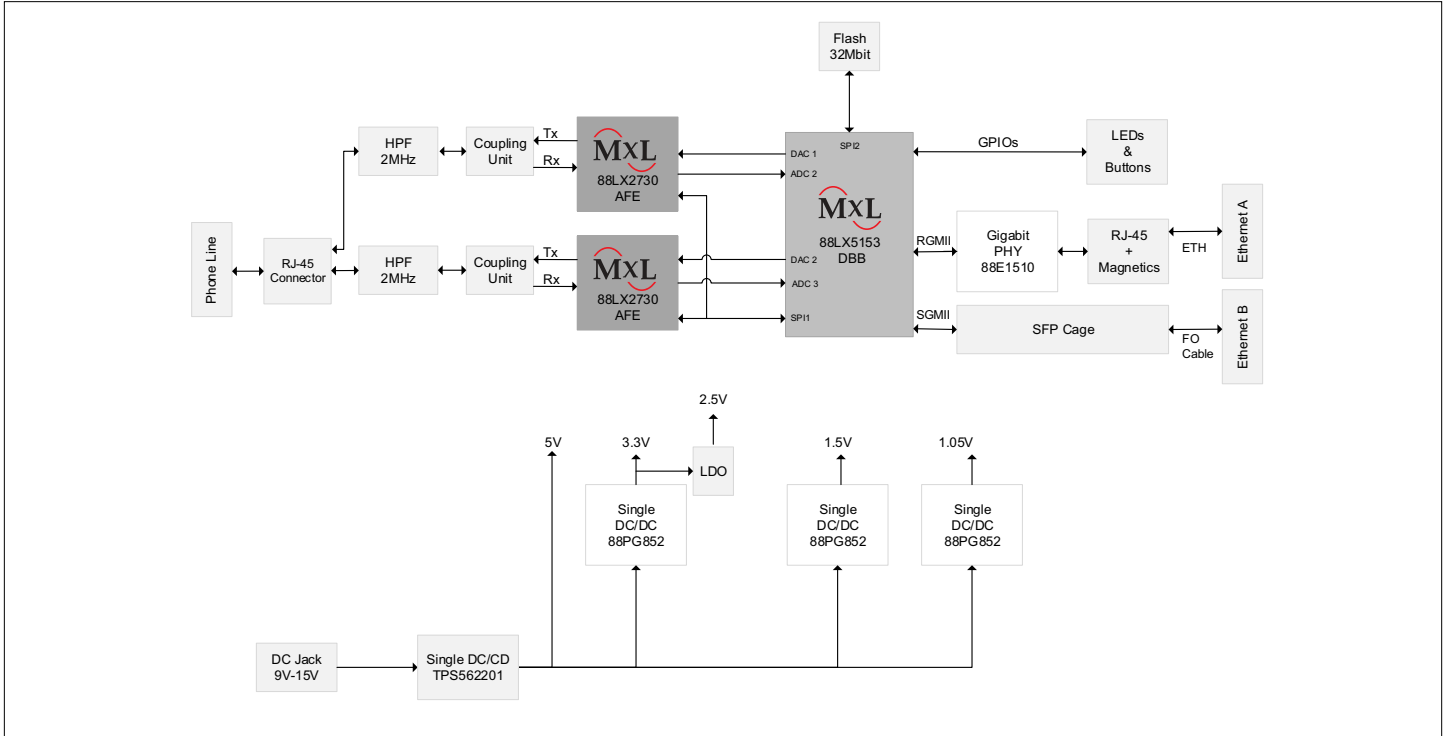 Flash
32Mbit
HPF
2MHz
Coupling
Unit
Tx
Rx
MxL
88LX2730
AFE
DAC 1
ADC 2
SPI2
MxL
88LX5153
DBB
GPIOs
LEDs
&
Buttons
Phone Line
RJ-45
Connector
HPF
2MHz
Coupling
Unit
Tx
Rx
MxL
88LX2730
AFE
DAC 2
ADC 3
SPI1
RGMII
Gigabit
PHY
88E1510
RJ-45
+
Magnetics
ETH
Ethernet A
SGMII
SFP Cage
FO
Cable
Ethernet B
5V
3.3V
2.5V
LDO
1.5V
1.05V
Single
DC/DC
88PG852
Single
DC/DC
88PG852
Single
DC/DC
88PG852
DC Jack
9V-15V
Single DC/CD
TPS562201